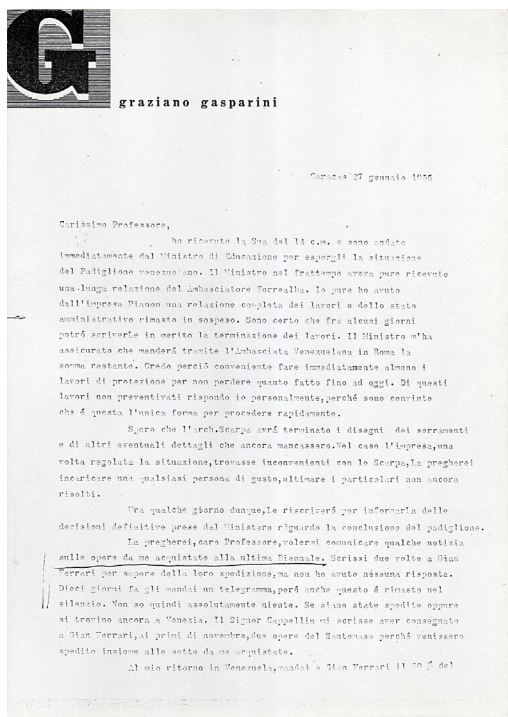 G
graziano gasparini
Caracas 27 gennaio 1955
Carissimo Professore,
ho ricevuto la Sua del 14 c.m. e sono andato
immediatamente dal Ministro di Educazione per esporgli la situazione
del Padiglione venezuelano. Il Ministro nel frattempo aveva pure ricevuto
una lunga relazione del Ambasciatore Torrealba. Io pure ho avuto
dall'impresa Pianon una relazione completa dei lavori e dello stato
amministrativo rimasto in sospeso. Sono certo che fra alcuni giorni
potró scriverLe in merito la terminazione dei lavori. Il Ministro m'ha
assicurato che manderá tramite l'Ambasciata Venezuelana in Roma la
somma restante. Credo perció conveniente fare immediatamente almeno i
lavori di protezione per non perdere quanto fatto fino ad oggi. Di questi
lavori non preventivati rispondo io personalmente, perché sono convinto
che é questa l'unica forma per procedere rapidamente.
Spero che l'arch.Scarpa avrá terminato i disegni dei serramenti
e di altri eventuali dettagli che ancora mancassero.Nel caso l'impresa,una
volta regolata la situazione,trovasse inconvenienti con lo Scarpa,La pregherei
incaricare una qualsiasi persona di gusto,ultimare i particolari non ancora
risolti.
Fra qualche giorno dunque,Le riscriveró per informarLa delle
decisioni definitive prese dal Ministero riguardo la conclusione del padiglione.
La pregherei,caro Professore,volermi comunicare qualche notizia
sulle opere da me acquistate alla ultima Biennale. Scrissi due volte a Gian
Ferrari per sapere della loro spedizione,ma non ho avuto nessuna risposta.
Dieci giorni fa gli mandai un telegramma,peró anche questo é rimasto nel
silenzio. Non so quindi assolutamente niente. Se siano state spedite oppure
si trovino ancora a Venezia. Il Signor Cappellin mi scrisse aver consegnato
a Gian Ferrari,ai primi di novembre,due opere del Santomaso perché venissero
spedite insieme alle sette da me acquistate.
Al mio ritorno in Venezuela,mandai a Gian Ferrari il 20 % del